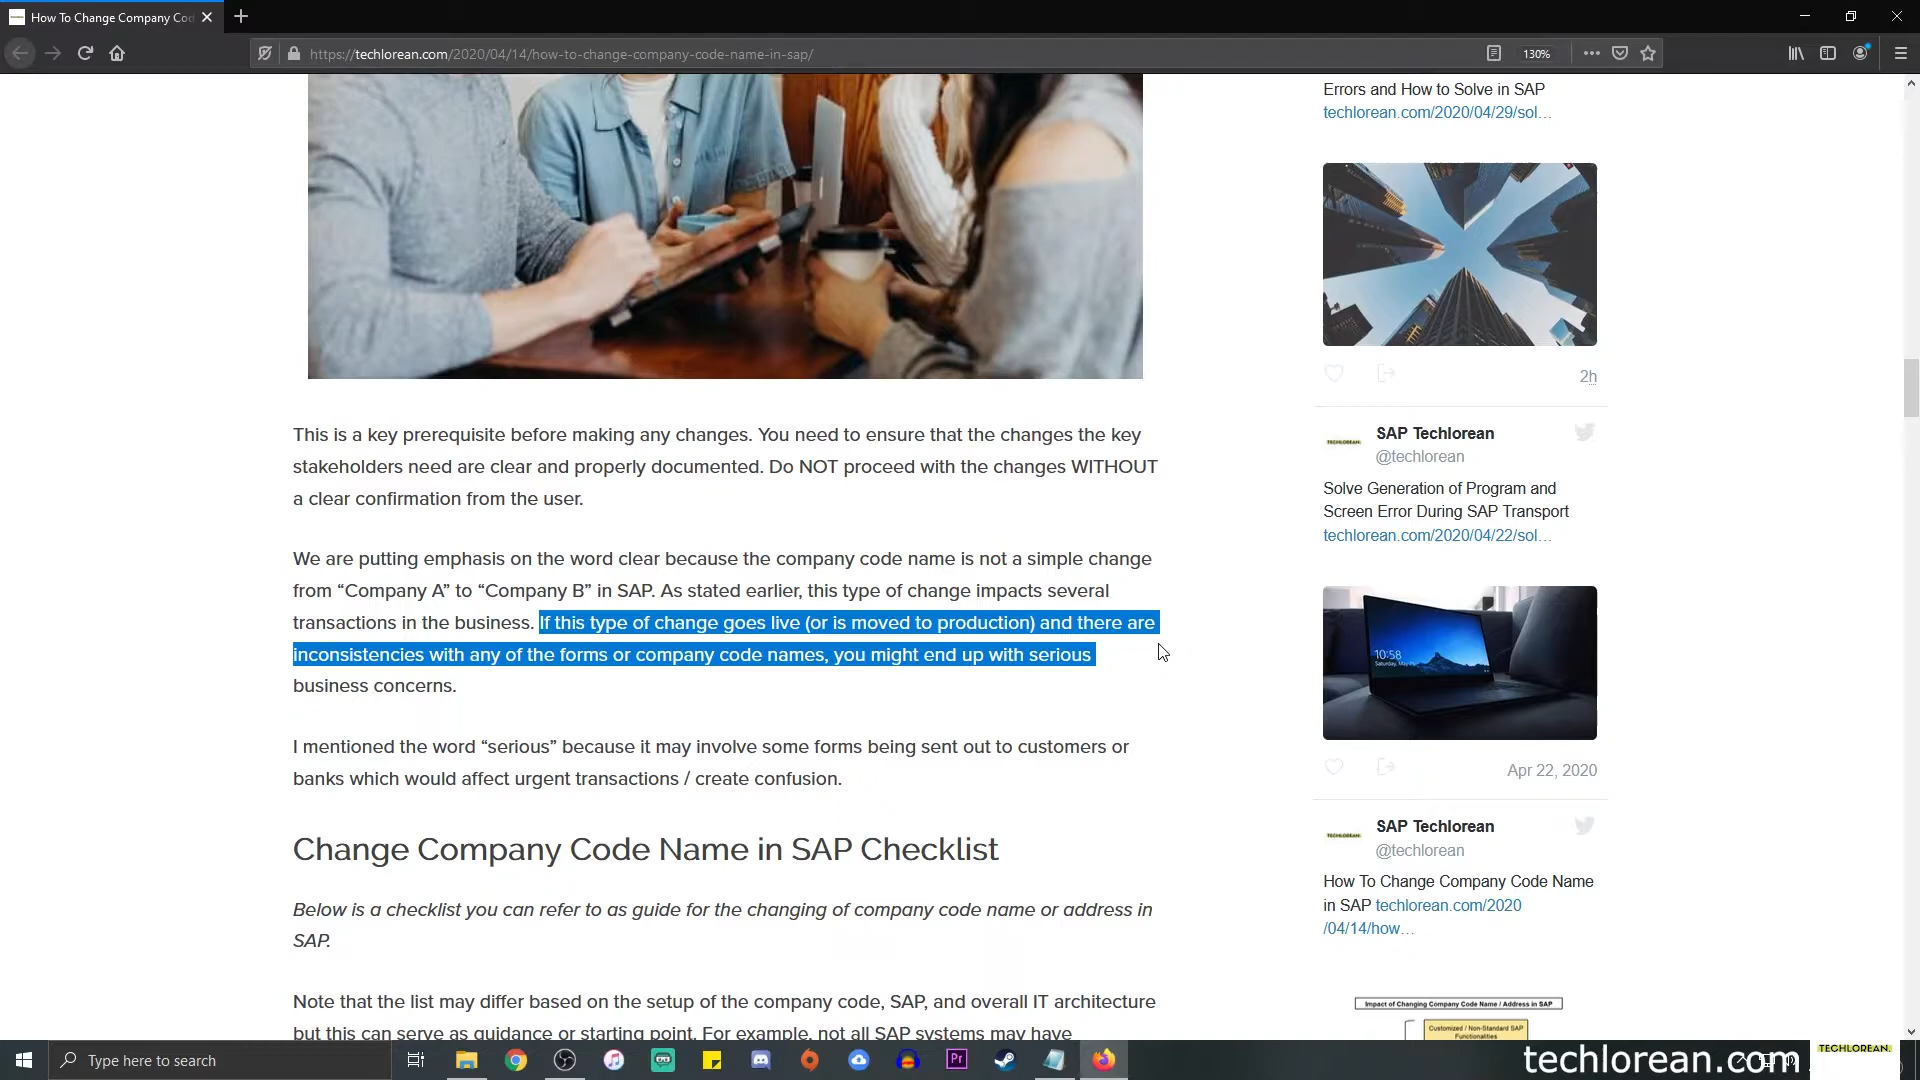 How To Change Company Cod
https://techlorean.com/2020/04/14/how-to-change-company-code-name-in-sap/
130%
This is a key prerequisite before making any changes. You need to ensure that the changes the key
stakeholders need are clear and properly documented. Do NOT proceed with the changes WITHOUT
a clear confirmation from the user.
We are putting emphasis on the word clear because the company code name is not a simple change
from “Company A” to “Company B” in SAP. As stated earlier, this type of change impacts several
transactions in the business. If this type of change goes live (or is moved to production) and there are
inconsistencies with any of the forms or company code names, you might end up with serious
business concerns.
I mentioned the word “serious” because it may involve some forms being sent out to customers or
banks which would affect urgent transactions / create confusion.
Change Company Code Name in SAP Checklist
Below is a checklist you can refer to as guide for the changing of company code name or address in
SAP.
Note that the list may differ based on the setup of the company code, SAP, and overall IT architecture
but this can serve as guidance or starting point. For example, not all SAP systems may have
Errors and How to Solve in SAP
techlorean.com/2020/04/29/sol…
2h
TECHLOREAN.
SAP Techlorean
@techlorean
Solve Generation of Program and
Screen Error During SAP Transport
techlorean.com/2020/04/22/sol…
10:58
Apr 22, 2020
TECHLOREAN.
SAP Techlorean
@techlorean
How To Change Company Code Name
in SAP techlorean.com/2020
/04/14/how…
Impact of Changing Company Code Name / Address in SAP
Customized / Non-Standard SAP
Functionalities
Type here to search
Pr
techlorean.com
TECHLOREAN.